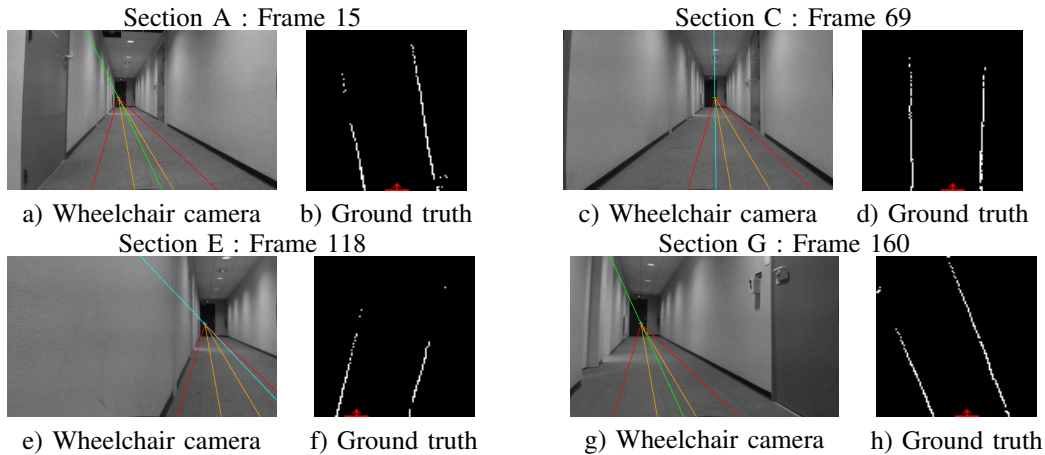 Section A : Frame 15
Section C : Frame 69
a) Wheelchair camera
b) Ground truth
c) Wheelchair camera
d) Ground truth
Section E : Frame 118
Section G : Frame 160
e) Wheelchair camera
f) Ground truth
g) Wheelchair camera
h) Ground truth